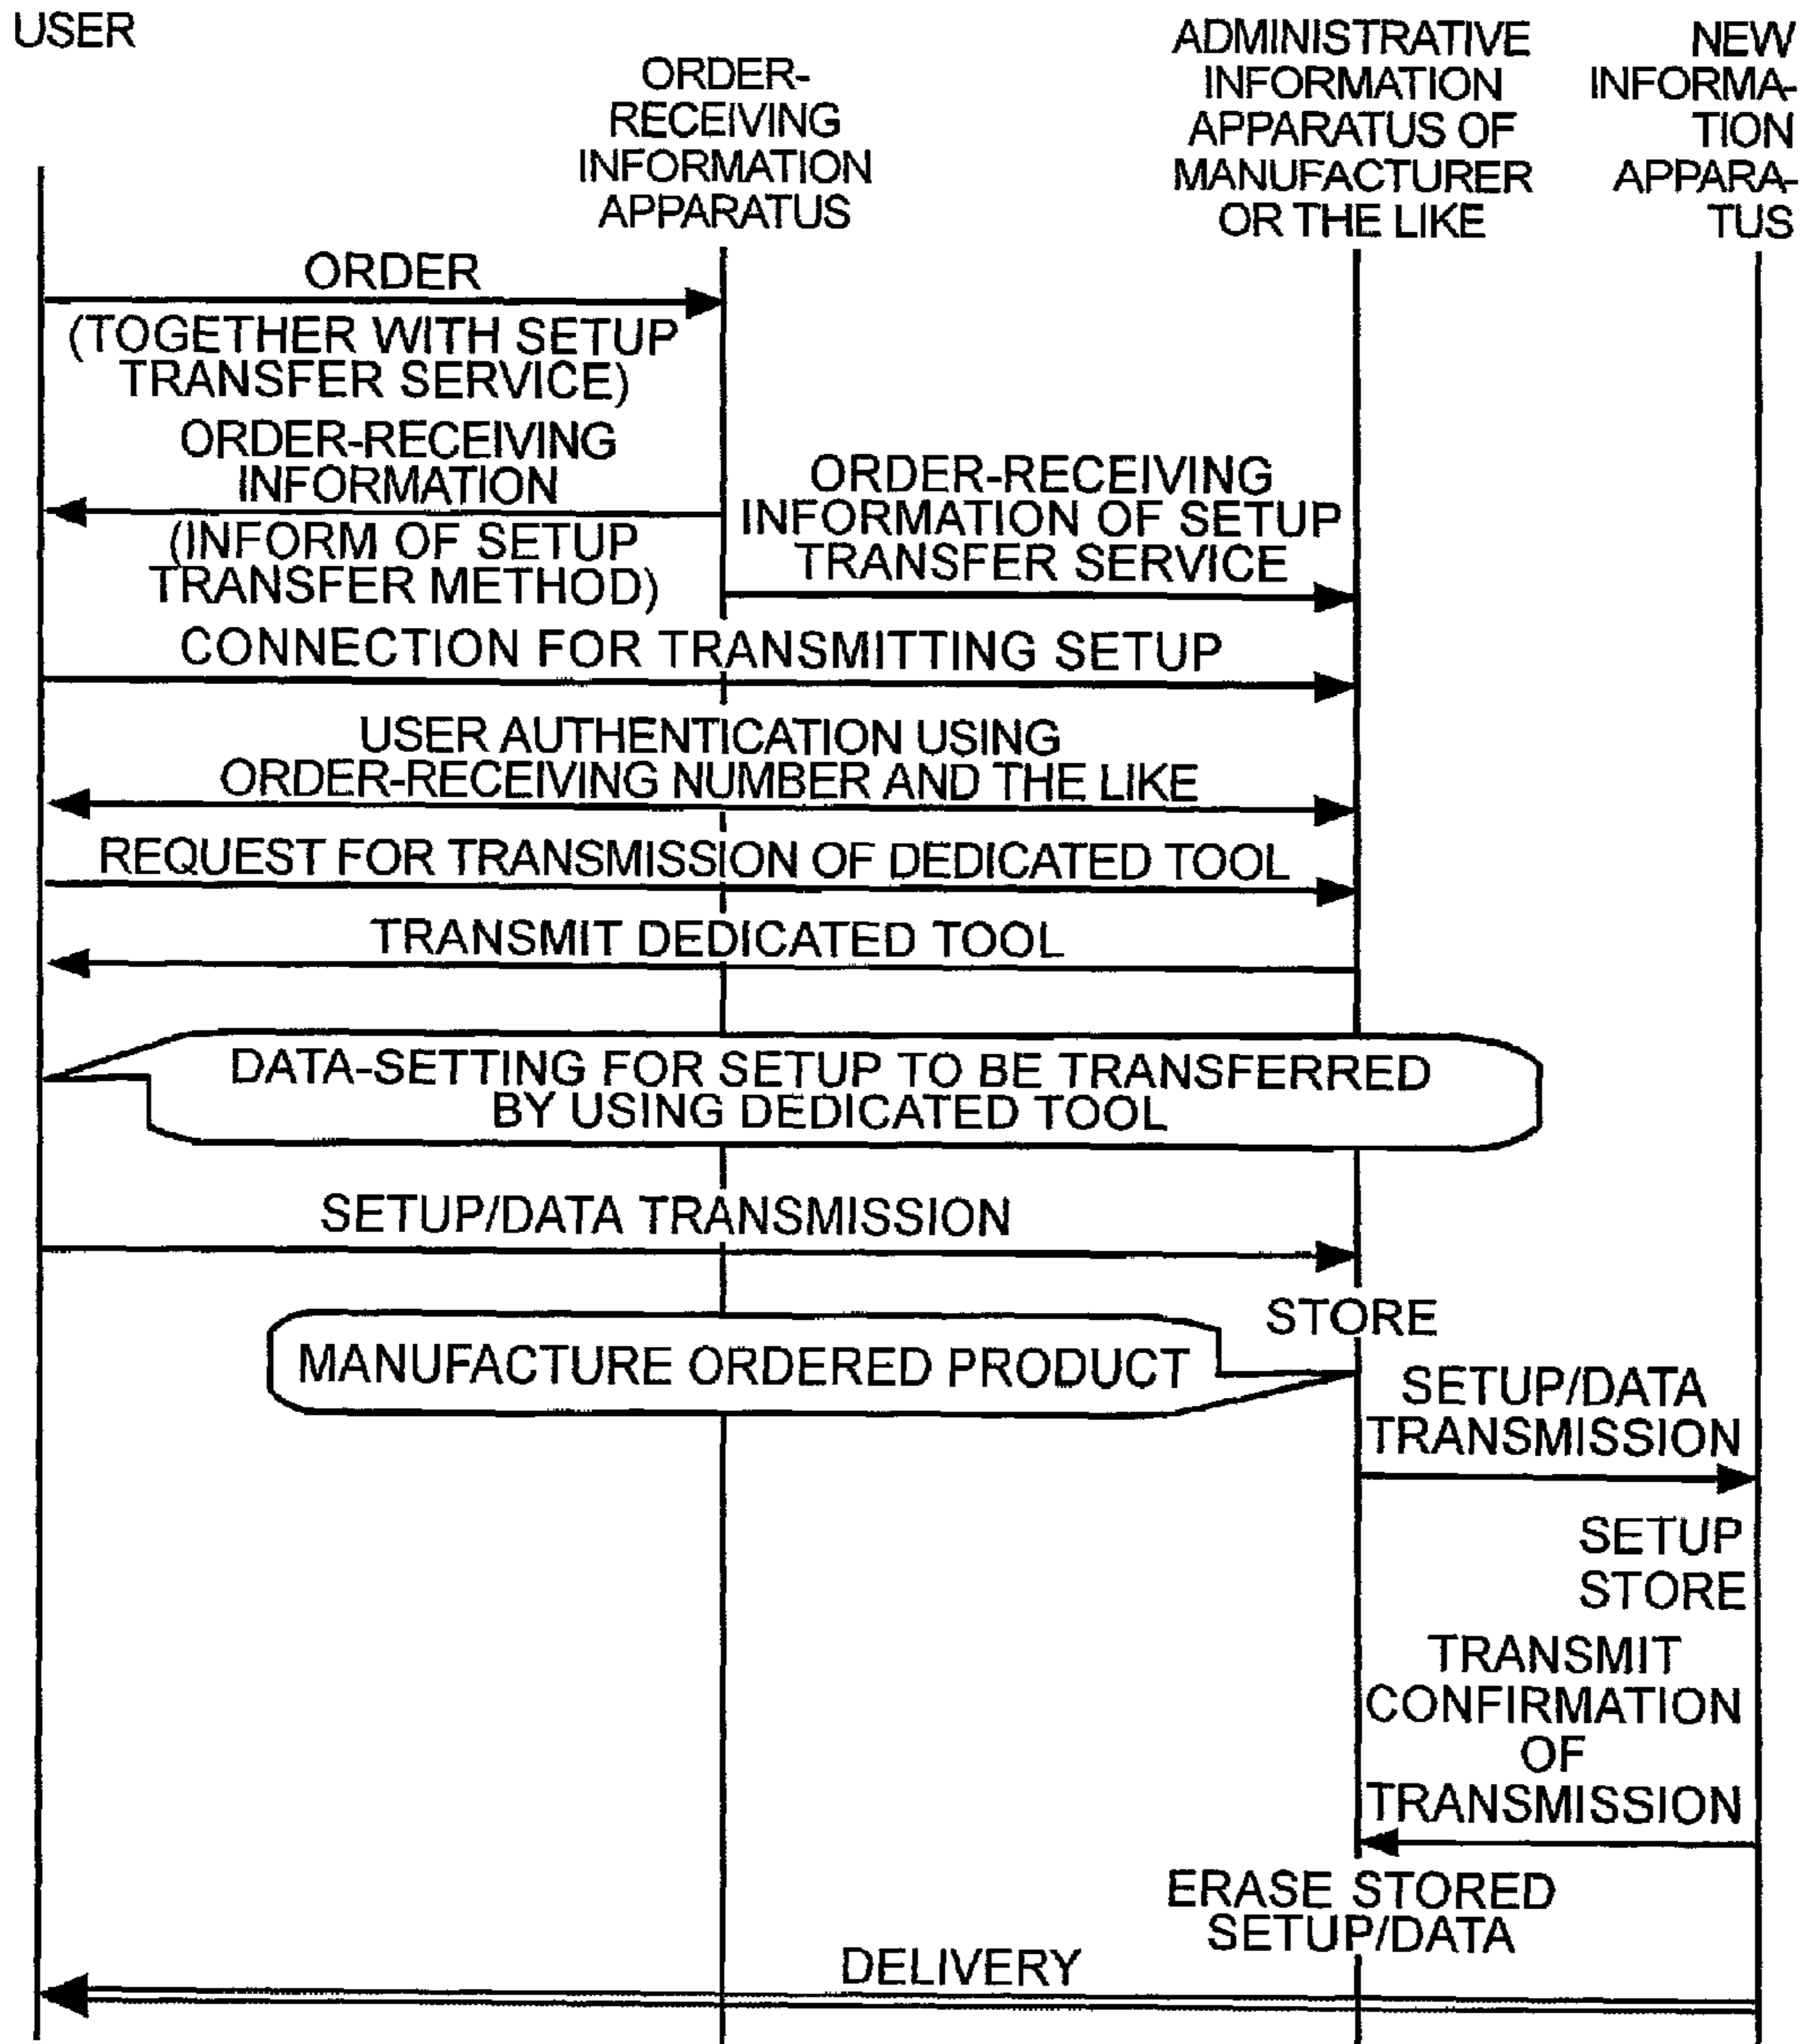 USER
ORDER-
RECEIVING
INFORMATION
APPARATUS
ADMINISTRATIVE
INFORMATION
APPARATUS OF
MANUFACTURER
OR THE LIKE
NEW
INFORMA-
TION
APPARA-
TUS
ORDER
(TOGETHER WITH SETUP
TRANSFER SERVICE)
ORDER-RECEIVING
INFORMATION
(INFORM OF SETUP
TRANSFER METHOD)
ORDER-RECEIVING
INFORMATION OF SETUP
TRANSFER SERVICE
CONNECTION FOR TRANSMITTING SETUP
USER AUTHENTICATION USING
ORDER-RECEIVING NUMBER AND THE LIKE
REQUEST FOR TRANSMISSION OF DEDICATED TOOL
TRANSMIT DEDICATED TOOL
DATA-SETTING FOR SETUP TO BE TRANSFERRED
BY USING DEDICATED TOOL
SETUP/DATA TRANSMISSION
STORE
MANUFACTURE ORDERED PRODUCT
SETUP/DATA
TRANSMISSION
SETUP
STORE
TRANSMIT
CONFIRMATION
OF
TRANSMISSION
ERASE STORED
SETUP/DATA
DELIVERY